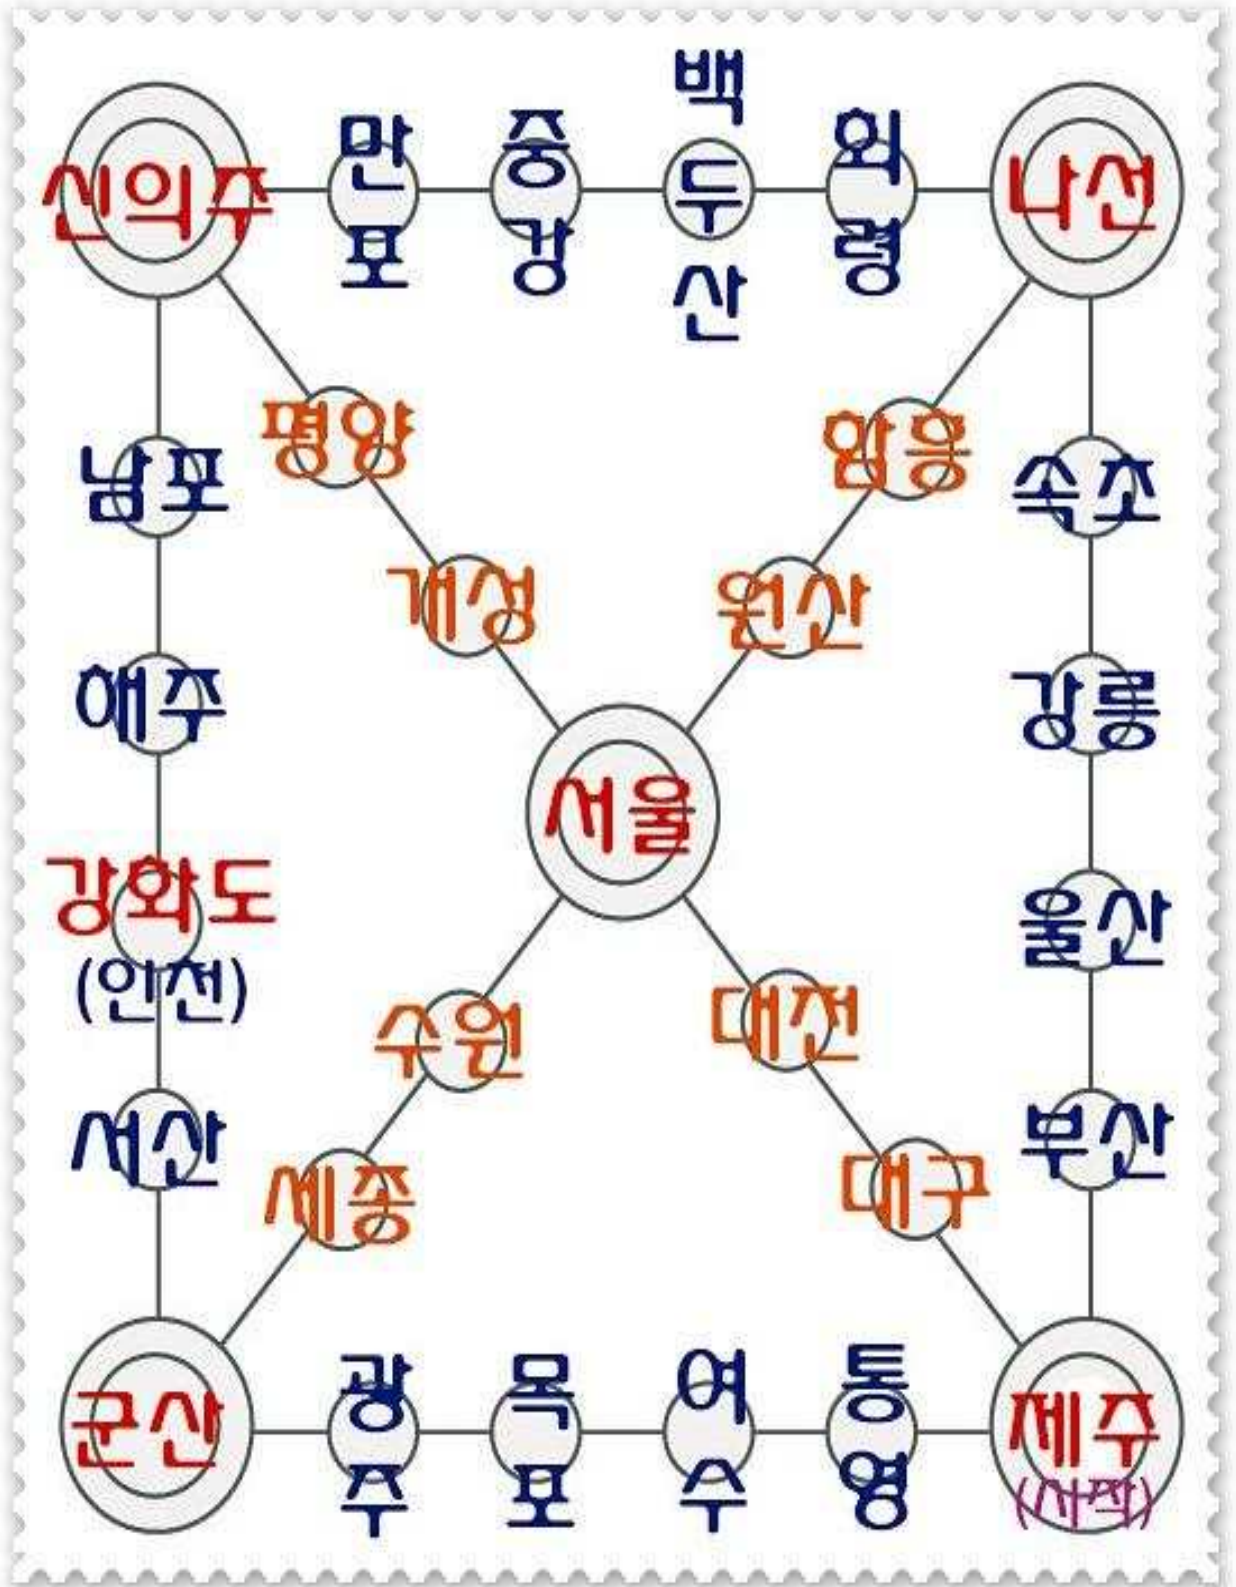 신의주
만포
중강
백두산
회령
나선
평양
함흥
남포
속초
개성
원산
해주
강릉
서울
강화도
(인천)
울산
수원
대전
서산
부산
세종
대구
군산
광주
목포
여수
통영
제주
(시작)